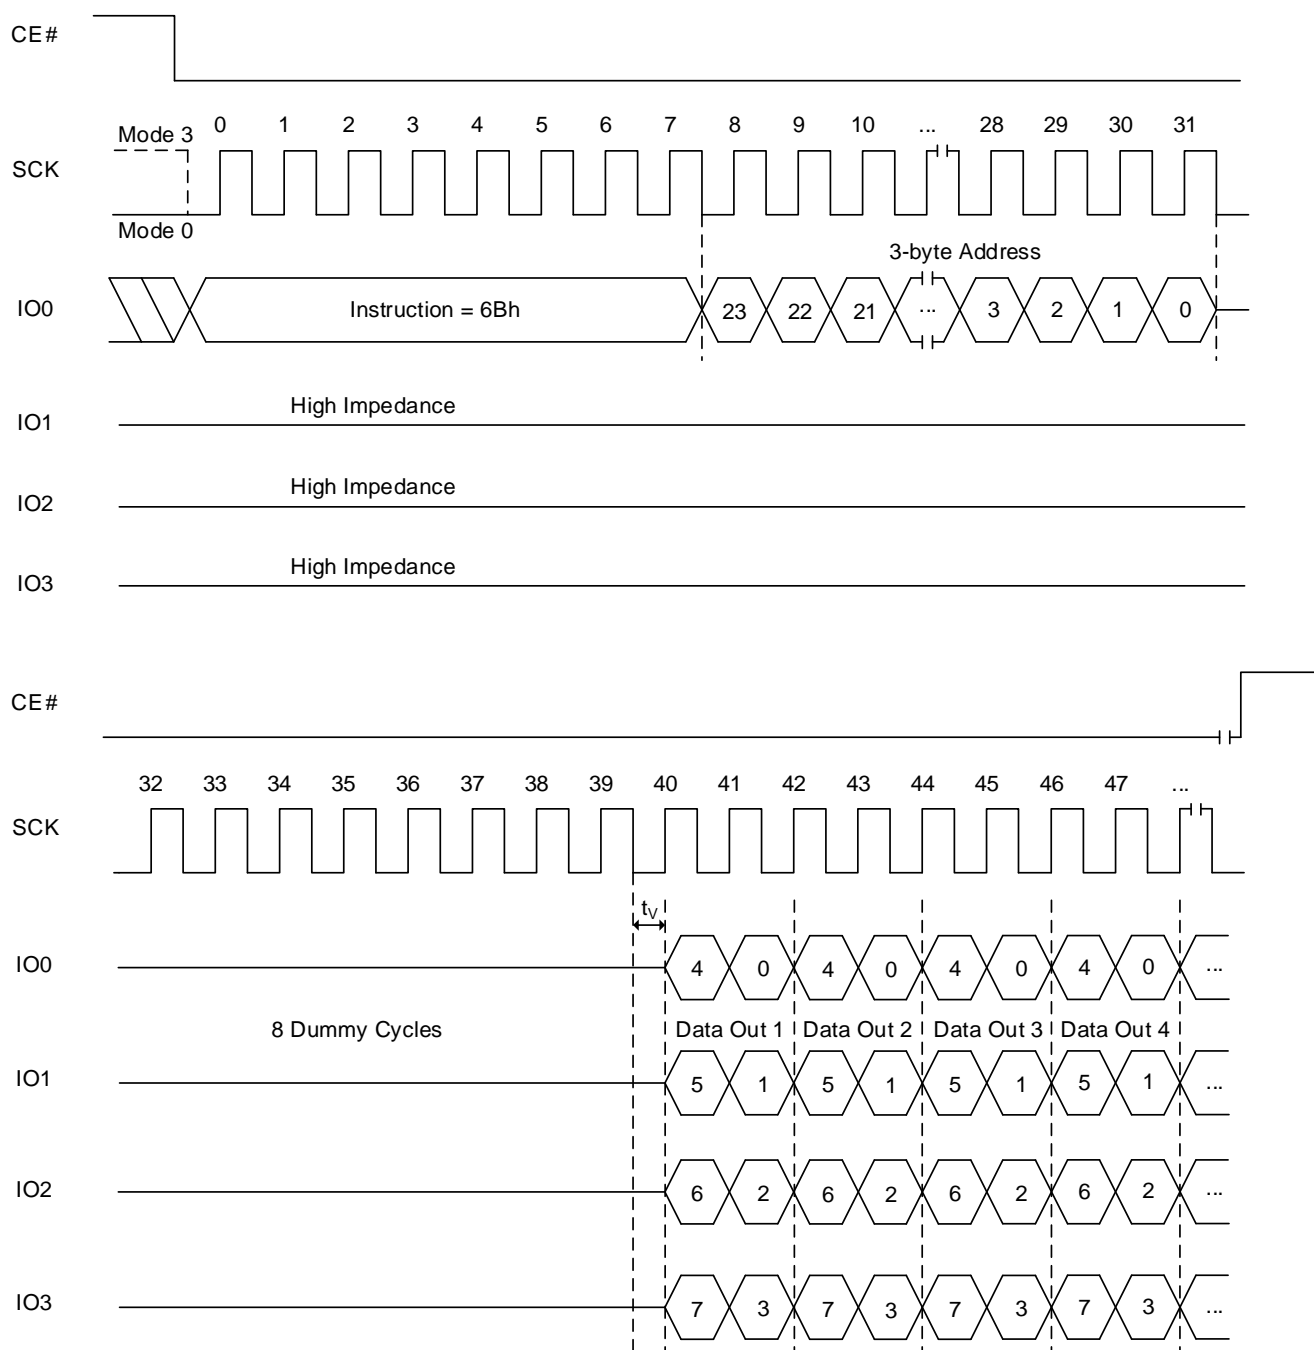 CE#
Mode 3 0 1 2 3 4 5 6 7 8 9 10 ... 28 29 30 31
SCK
Mode 0
3-byte Address
IO0 Instruction = 6Bh 23 22 21 ... 3 2 1 0
High Impedance
IO1
High Impedance
IO2
High Impedance
IO3
CE#
32 33 34 35 36 37 38 39 40 41 42 43 44 45 46 47 ...
SCK
tV
IO0 4 0 4 0 4 0 4 0 ...
8 Dummy Cycles Data Out 1 Data Out 2 Data Out 3 Data Out 4
IO1 5 1 5 1 5 1 5 1 ...
IO2 6 2 6 2 6 2 6 2 ...
IO3 7 3 7 3 7 3 7 3 ...